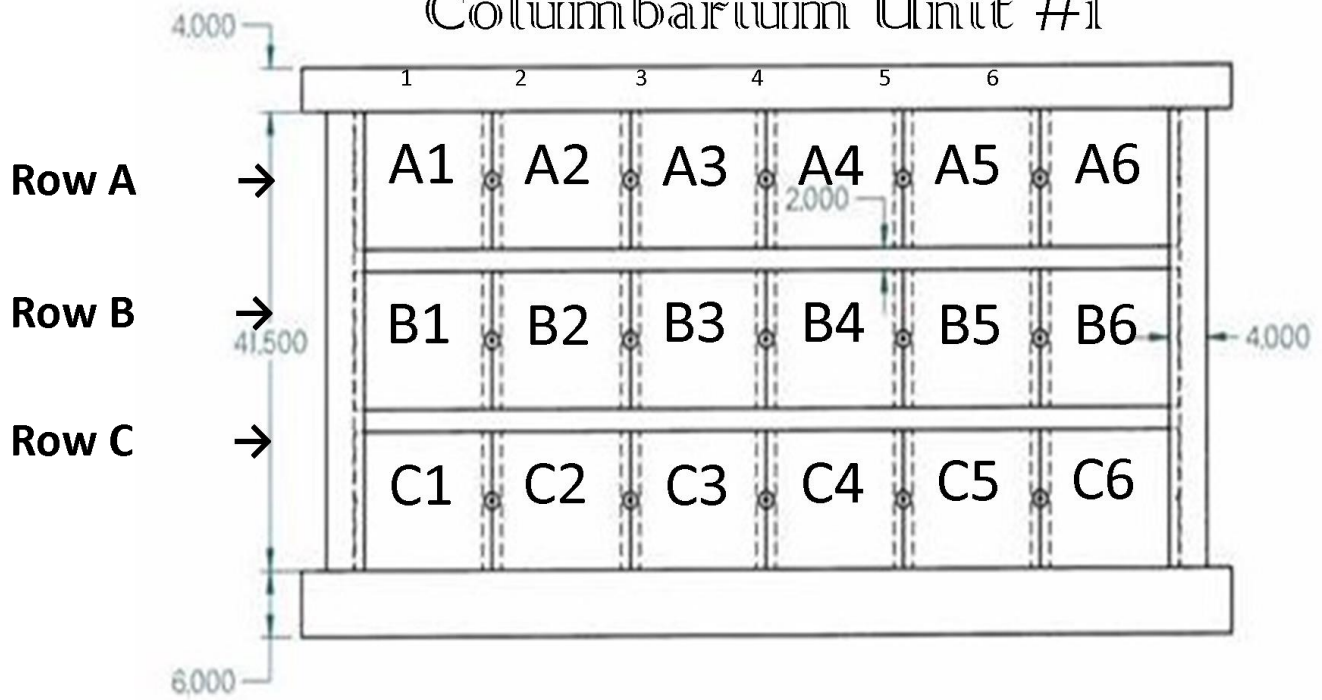 Columbarium Unit #1
4.000
1 2 3 4 5 6
Row A → A1 A2 A3 A4 A5 A6
2.000
Row B → B1 B2 B3 B4 B5 B6
41.500
4.000
Row C → C1 C2 C3 C4 C5 C6
6.000